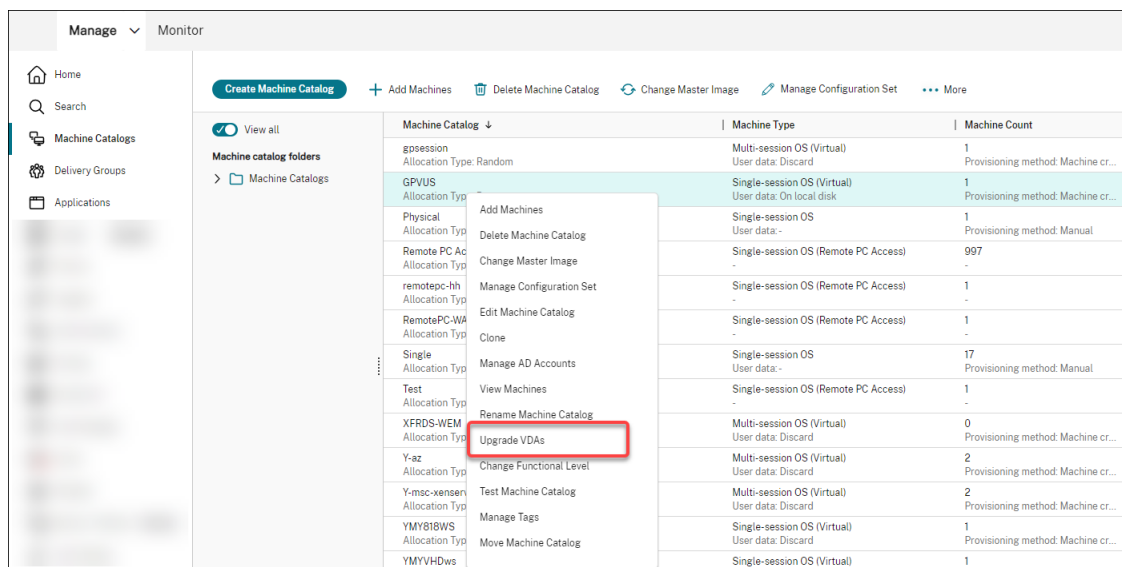 Manage
Monitor
Home
Search
Machine Catalogs
Delivery Groups
Applications
Create Machine Catalog
Add Machines
Delete Machine Catalog
Change Master Image
Manage Configuration Set
More
View all
Machine catalog folders
Machine Catalogs
Machine Catalog
Machine Type
Machine Count
gpsession
Multi-session OS (Virtual)
1
Allocation Type: Random
User data: Discard
Provisioning method: Machine cr...
GPVUS
Single-session OS (Virtual)
1
Allocation Typ
User data: On local disk
Provisioning method: Machine cr...
Physical
Single-session OS
1
Allocation Typ
User data:-
Provisioning method: Manual
Remote PC Ac
Single-session OS (Remote PC Access)
997
Allocation Typ
-
-
remotepc-hh
Single-session OS (Remote PC Access)
1
Allocation Typ
-
-
RemotePC-WA
Single-session OS (Remote PC Access)
1
Allocation Typ
-
-
Single
Single-session OS
17
Allocation Typ
User data:-
Provisioning method: Manual
Test
Single-session OS (Remote PC Access)
1
Allocation Typ
-
-
XFRDS-WEM
Multi-session OS (Virtual)
0
Allocation Typ
User data: Discard
Provisioning method: Machine cr...
Y-az
Multi-session OS (Virtual)
2
Allocation Typ
User data: Discard
Provisioning method: Machine cr...
Y-msc-xenserv
Multi-session OS (Virtual)
2
Allocation Typ
User data: Discard
Provisioning method: Machine cr...
YMY818WS
Single-session OS (Virtual)
1
Allocation Typ
User data: Discard
Provisioning method: Machine cr...
YMYVHDws
Single-session OS (Virtual)
1
Add Machines
Delete Machine Catalog
Change Master Image
Manage Configuration Set
Edit Machine Catalog
Clone
Manage AD Accounts
View Machines
Rename Machine Catalog
Upgrade VDAs
Change Functional Level
Test Machine Catalog
Manage Tags
Move Machine Catalog